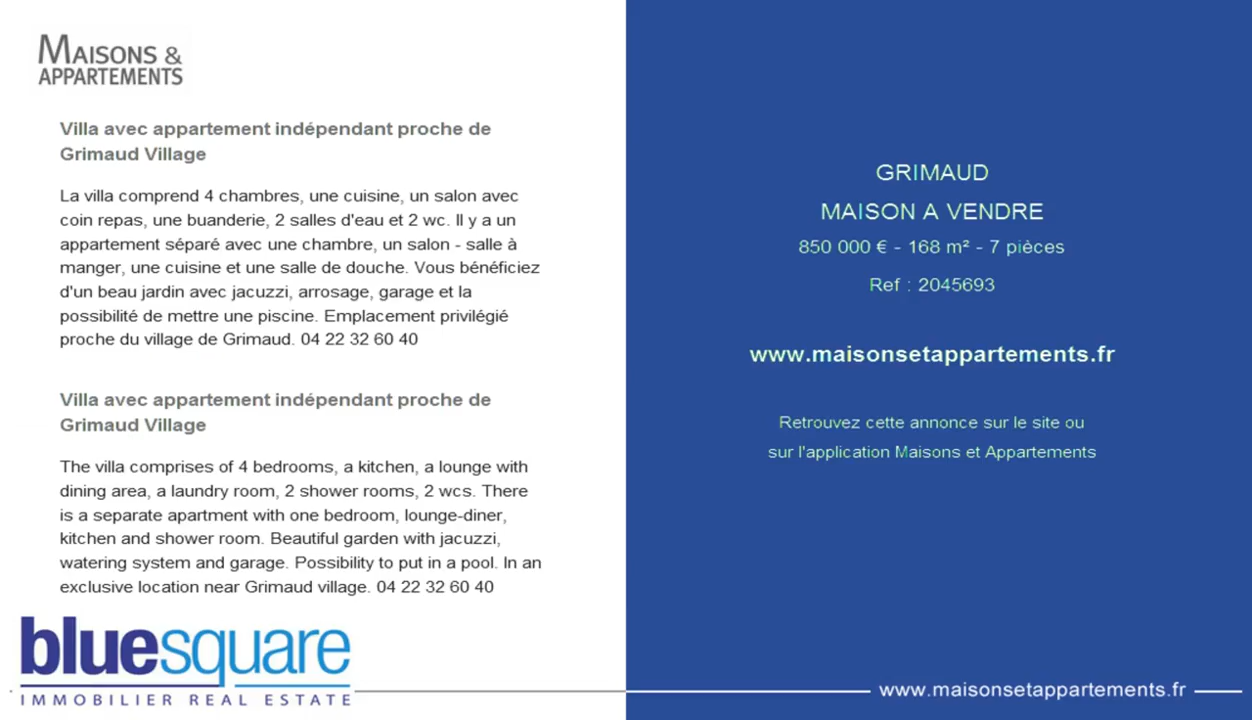 MAISONS &
APPARTEMENTS
Villa avec appartement indépendant proche de
Grimaud Village
La villa comprend 4 chambres, une cuisine, un salon avec
coin repas, une buanderie, 2 salles d'eau et 2 wc. Il y a un
appartement séparé avec une chambre, un salon - salle à
manger, une cuisine et une salle de douche. Vous bénéficiez
d'un beau jardin avec jacuzzi, arrosage, garage et la
possibilité de mettre une piscine. Emplacement privilégié
proche du village de Grimaud. 04 22 32 60 40
Villa avec appartement indépendant proche de
Grimaud Village
The villa comprises of 4 bedrooms, a kitchen, a lounge with
dining area, a laundry room, 2 shower rooms, 2 wcs. There
is a separate apartment with one bedroom, lounge-diner,
kitchen and shower room. Beautiful garden with jacuzzi,
watering system and garage. Possibility to put in a pool. In an
exclusive location near Grimaud village. 04 22 32 60 40
bluesquare
IMMOBILIER REAL ESTATE
GRIMAUD
MAISON A VENDRE
850 000 € - 168 m² - 7 pièces
Ref : 2045693
www.maisonsetappartements.fr
Retrouvez cette annonce sur le site ou
sur l'application Maisons et Appartements
www.maisonsetappartements.fr